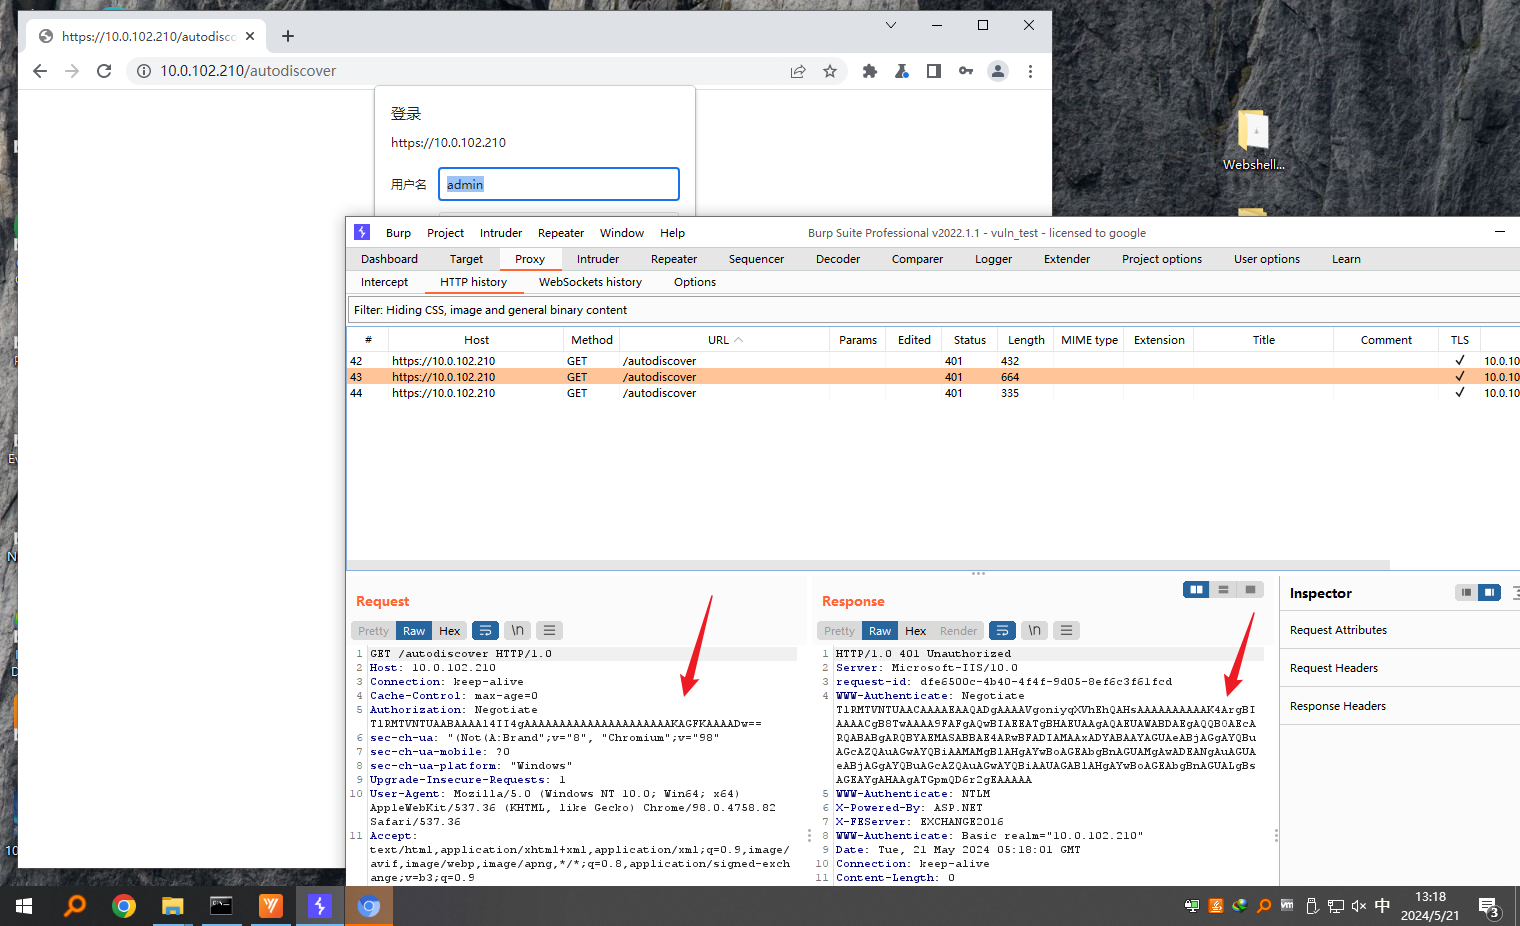 https://10.0.102.210/autodisco
10.0.102.210/autodiscover
登录
https://10.0.102.210
用户名
admin
Webshell...
Burp Project Intruder Repeater Window Help
Burp Suite Professional v2022.1.1 - vuln_test - licensed to google
Dashboard Target Proxy Intruder Repeater Sequencer Decoder Comparer Logger Extender Project options User options Learn
Intercept HTTP history WebSockets history Options
Filter: Hiding CSS, image and general binary content
# Host Method URL Params Edited Status Length MIME type Extension Title Comment TLS
42 https://10.0.102.210 GET /autodiscover 401 432 ✓ 10.0.10
43 https://10.0.102.210 GET /autodiscover 401 664 ✓ 10.0.10
44 https://10.0.102.210 GET /autodiscover 401 335 ✓ 10.0.10
Request
Pretty Raw Hex \n
1 GET /autodiscover HTTP/1.0
2 Host: 10.0.102.210
3 Connection: keep-alive
4 Cache-Control: max-age=0
5 Authorization: Negotiate
TlRMTVNTUAABAAAAl4II4gAAAAAAAAAAAAAAAAAAAAAKAGFKAAAADw==
6 sec-ch-ua: "(Not(A:Brand";v="8", "Chromium";v="98"
7 sec-ch-ua-mobile: ?0
8 sec-ch-ua-platform: "Windows"
9 Upgrade-Insecure-Requests: 1
10 User-Agent: Mozilla/5.0 (Windows NT 10.0; Win64; x64)
AppleWebKit/537.36 (KHTML, like Gecko) Chrome/98.0.4758.82
Safari/537.36
11 Accept:
text/html,application/xhtml+xml,application/xml;q=0.9,image/
avif,image/webp,image/apng,*/*;q=0.8,application/signed-exch
ange;v=b3;q=0.9
Response
Pretty Raw Hex Render \n
1 HTTP/1.0 401 Unauthorized
2 Server: Microsoft-IIS/10.0
3 request-id: dfe6500c-4b40-4f4f-9d05-8ef6c3f61fcd
4 WWW-Authenticate: Negotiate
5 WWW-Authenticate: NTLM
6 X-Powered-By: ASP.NET
7 X-FEServer: EXCHANGE2016
8 WWW-Authenticate: Basic realm="10.0.102.210"
9 Date: Tue, 21 May 2024 05:18:01 GMT
10 Connection: keep-alive
11 Content-Length: 0
Inspector
Request Attributes
Request Headers
Response Headers
中
13:18
2024/5/21
3